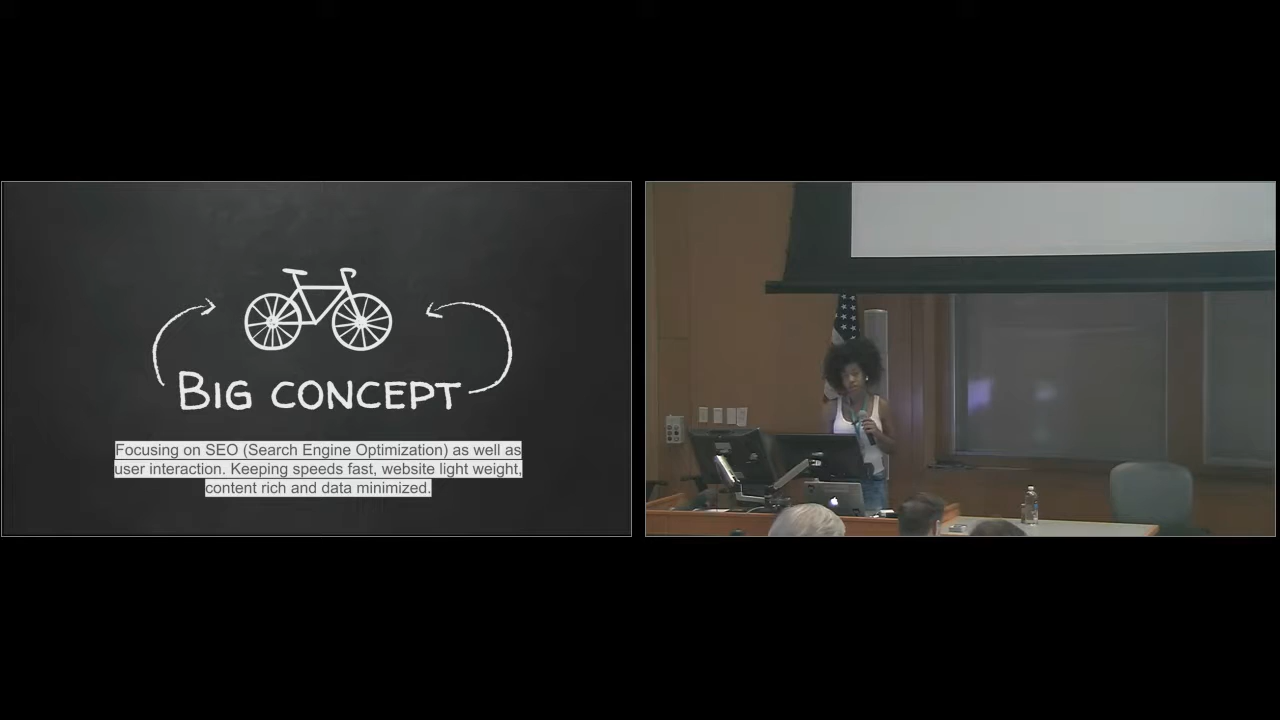 BIG CONCEPT
Focusing on SEO (Search Engine Optimization) as well as
user interaction. Keeping speeds fast, website light weight,
content rich and data minimized.